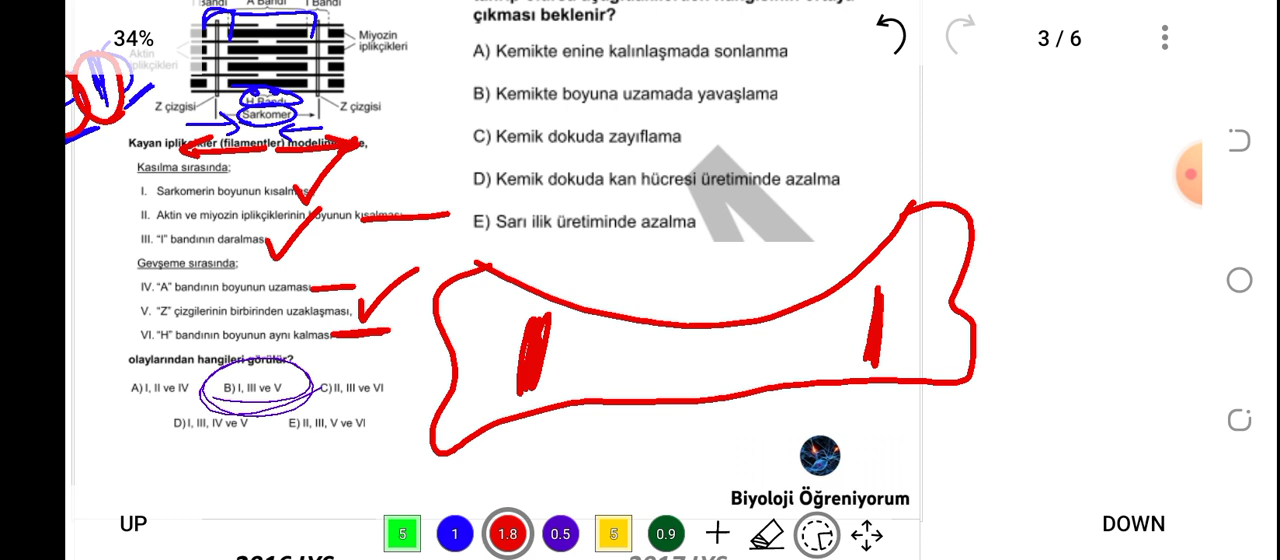 I Bandı A Bandı I Bandı
34%
3 / 6
Aktin
iplikçikleri
Miyozin
iplikçikleri
Z çizgisi
H Bandı
Z çizgisi
Sarkomer
Kayan iplikçikler (filamentler)
Kasılma sırasında;
I. Sarkomerin boyunun kısalması,
II. Aktin ve miyozin iplikçiklerinin boyunun kısalması,
III. “I” bandının daralması
Gevşeme sırasında;
IV. “A” bandının boyunun uzaması,
V. “Z” çizgilerinin birbirinden uzaklaşması,
VI. “H” bandının boyunun aynı kalması
olaylarından hangileri görülür?
A) I, II ve IV B) I, III ve V C) II, III ve VI
D) I, III, IV ve V E) II, III, V ve VI
çıkması beklenir?
A) Kemikte enine kalınlaşmada sonlanma
B) Kemikte boyuna uzamada yavaşlama
C) Kemik dokuda zayıflama
D) Kemik dokuda kan hücresi üretiminde azalma
E) Sarı ilik üretiminde azalma
Biyoloji Öğreniyorum
UP
5 1 1.8 0.5 5 0.9
DOWN
2016 LYS
2017 LYS